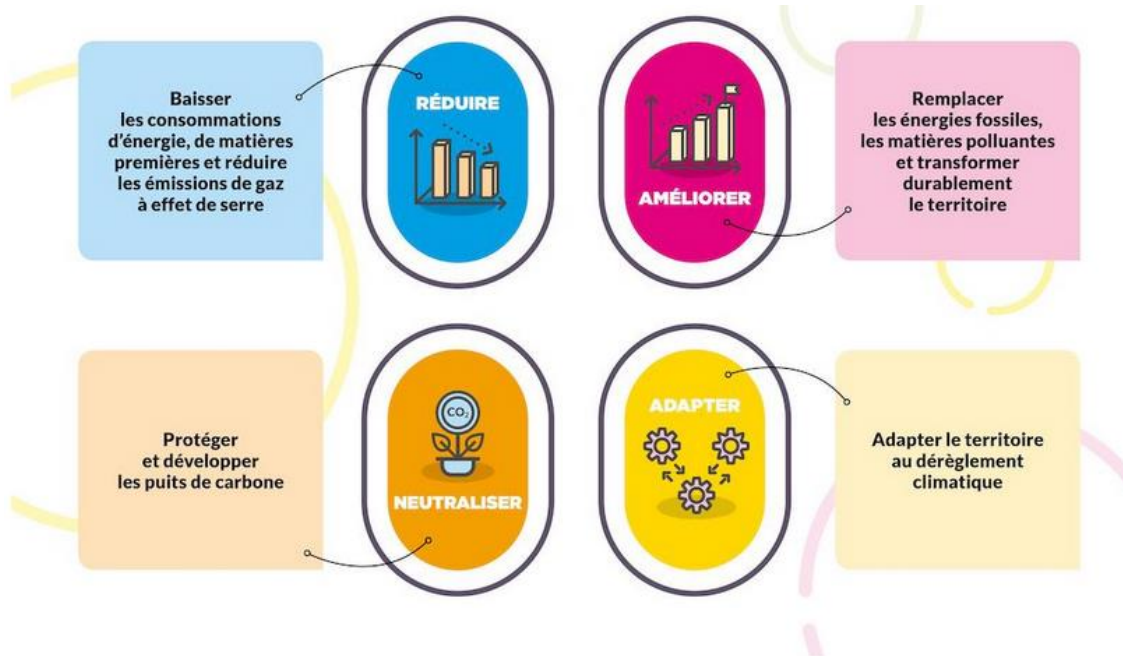 Baisser
les consommations
d’énergie, de matières
premières et réduire
les émissions de gaz
à effet de serre
RÉDUIRE
AMÉLIORER
Remplacer
les énergies fossiles,
les matières polluantes
et transformer
durablement
le territoire
Protéger
et développer
les puits de carbone
CO₂
NEUTRALISER
ADAPTER
Adapter le territoire
au dérèglement
climatique